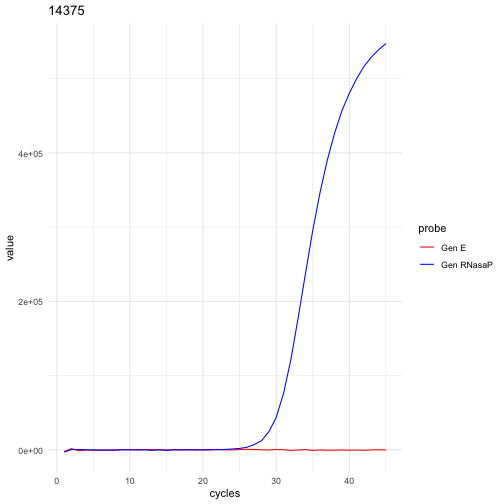 14375
value
4e+05
2e+05
0e+00
0
10
20
30
40
cycles
probe
Gen E
Gen RNasaP